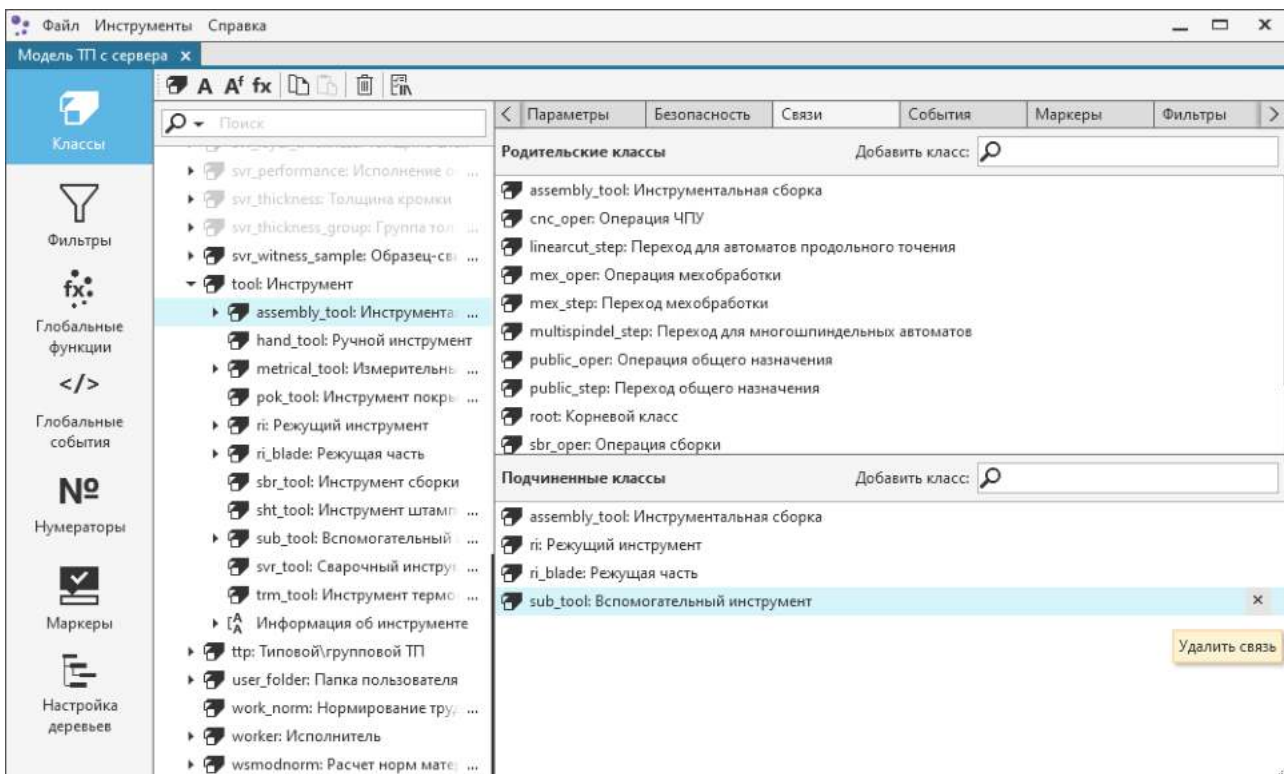 Файл Инструменты Справка
Модель ТП с сервера x
Классы
Фильтры
fx
Глобальные
функции
</>
Глобальные
события
№
Нумераторы
Маркеры
Настройка
деревьев
A Af fx
Поиск
svr_performance: Исполнение о ...
svr_thickness: Толщина кромки
svr_thickness_group: Группа тол ...
svr_witness_sample: Образец-св ...
tool: Инструмент
assembly_tool: Инструмента ...
hand_tool: Ручной инструмент
metrical_tool: Измерительнь ...
pok_tool: Инструмент покры ...
ri: Режущий инструмент
ri_blade: Режущая часть
sbr_tool: Инструмент сборки
sht_tool: Инструмент штамп ...
sub_tool: Вспомогательный ...
svr_tool: Сварочный инстру ...
trm_tool: Инструмент термо ...
Информация об инструменте
ttp: Типовой\групповой ТП
user_folder: Папка пользователя
work_norm: Нормирование тру ...
worker: Исполнитель
wsmodnorm: Расчет норм мате ...
< Параметры Безопасность Связи События Маркеры Фильтры >
Родительские классы Добавить класс:
assembly_tool: Инструментальная сборка
cnc_oper: Операция ЧПУ
linearcut_step: Переход для автоматов продольного точения
mex_oper: Операция мехобработки
mex_step: Переход мехобработки
multispindel_step: Переход для многошпиндельных автоматов
public_oper: Операция общего назначения
public_step: Переход общего назначения
root: Корневой класс
sbr_oper: Операция сборки
Подчиненные классы Добавить класс:
assembly_tool: Инструментальная сборка
ri: Режущий инструмент
ri_blade: Режущая часть
sub_tool: Вспомогательный инструмент x
Удалить связь